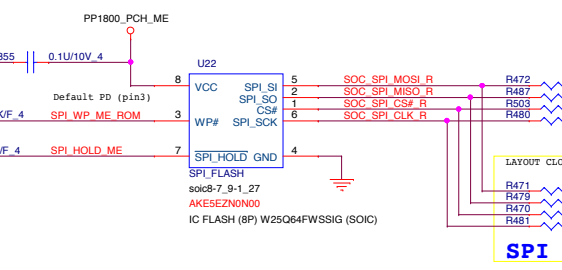 PP1800_PCH_ME
355
0.1U/10V_4
U22
8
VCC
SPI_SI
5
SOC_SPI_MOSI_R
R472
SPI_SO
2
SOC_SPI_MISO_R
R487
Default PD (pin3)
CS#
1
SOC_SPI_CS#_R
R503
K/F_4
SPI_WP_ME_ROM
3
WP#
SPI_SCK
6
SOC_SPI_CLK_R
R480
/F_4
SPI_HOLD_ME
7
SPI_HOLD
GND
4
LAYOUT CLO
SPI_FLASH
soic8-7_9-1_27
R471
AKE5EZN0N00
R479
R470
IC FLASH (8P) W25Q64FWSSIG (SOIC)
R481
SPI